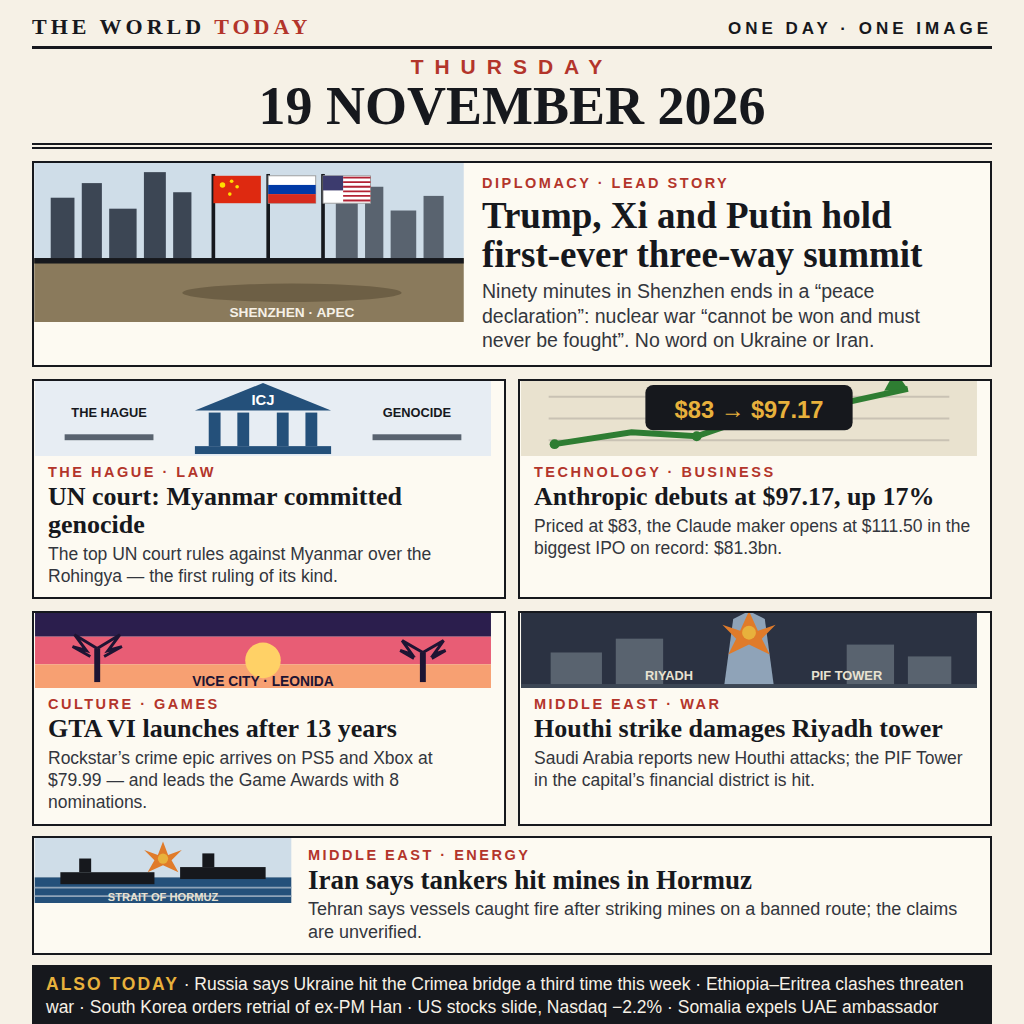 THE WORLD TODAY
ONE DAY · ONE IMAGE
THURSDAY
19 NOVEMBER 2026
SHENZHEN · APEC
DIPLOMACY · LEAD STORY
Trump, Xi and Putin hold
first-ever three-way summit
Ninety minutes in Shenzhen ends in a “peace
declaration”: nuclear war “cannot be won and must
never be fought”. No word on Ukraine or Iran.
THE HAGUE
ICJ
GENOCIDE
THE HAGUE · LAW
UN court: Myanmar committed
genocide
The top UN court rules against Myanmar over the
Rohingya — the first ruling of its kind.
$83 → $97.17
TECHNOLOGY · BUSINESS
Anthropic debuts at $97.17, up 17%
Priced at $83, the Claude maker opens at $111.50 in the
biggest IPO on record: $81.3bn.
VICE CITY · LEONIDA
CULTURE · GAMES
GTA VI launches after 13 years
Rockstar’s crime epic arrives on PS5 and Xbox at
$79.99 — and leads the Game Awards with 8
nominations.
RIYADH
PIF TOWER
MIDDLE EAST · WAR
Houthi strike damages Riyadh tower
Saudi Arabia reports new Houthi attacks; the PIF Tower
in the capital’s financial district is hit.
STRAIT OF HORMUZ
MIDDLE EAST · ENERGY
Iran says tankers hit mines in Hormuz
Tehran says vessels caught fire after striking mines on a banned route; the claims
are unverified.
ALSO TODAY · Russia says Ukraine hit the Crimea bridge a third time this week · Ethiopia–Eritrea clashes threaten
war · South Korea orders retrial of ex-PM Han · US stocks slide, Nasdaq −2.2% · Somalia expels UAE ambassador